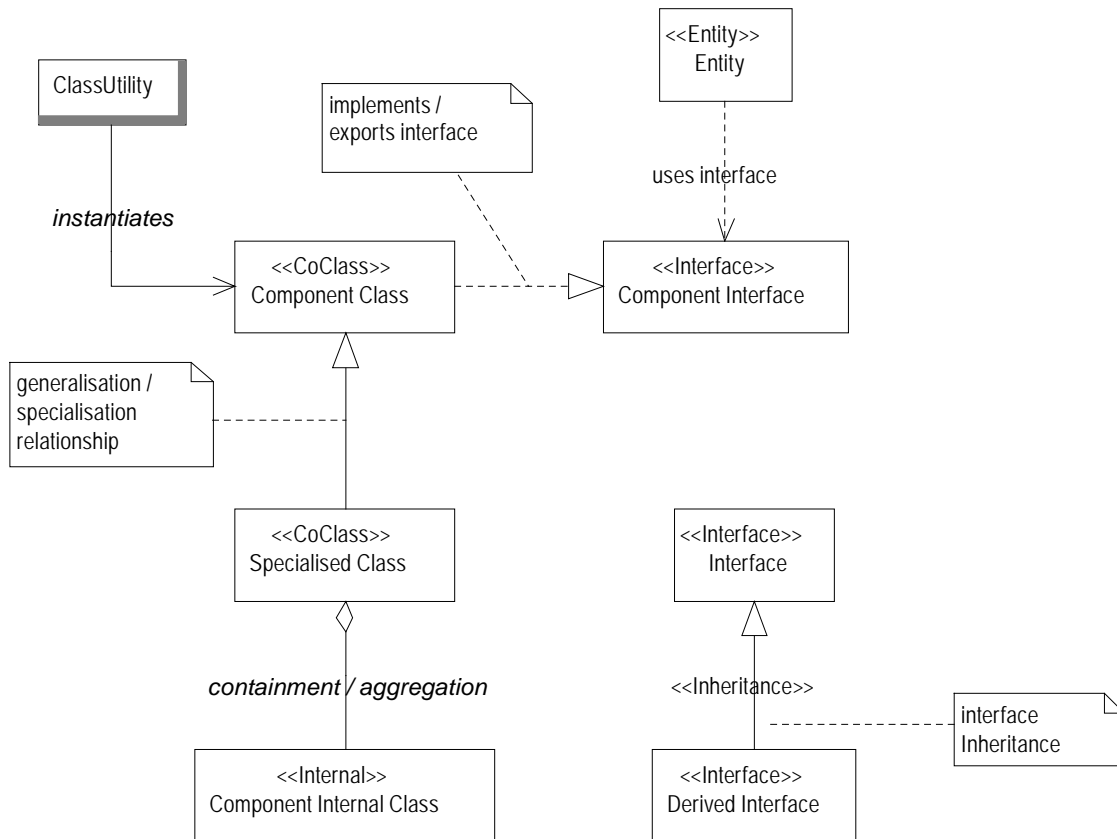 <<Entity>>
Entity
ClassUtility
implements /
exports interface
uses interface
instantiates
<<CoClass>>
Component Class
<<Interface>>
Component Interface
generalisation /
specialisation
relationship
<<CoClass>>
Specialised Class
<<Interface>>
Interface
containment / aggregation
<<Inheritance>>
interface
Inheritance
<<Internal>>
Component Internal Class
<<Interface>>
Derived Interface